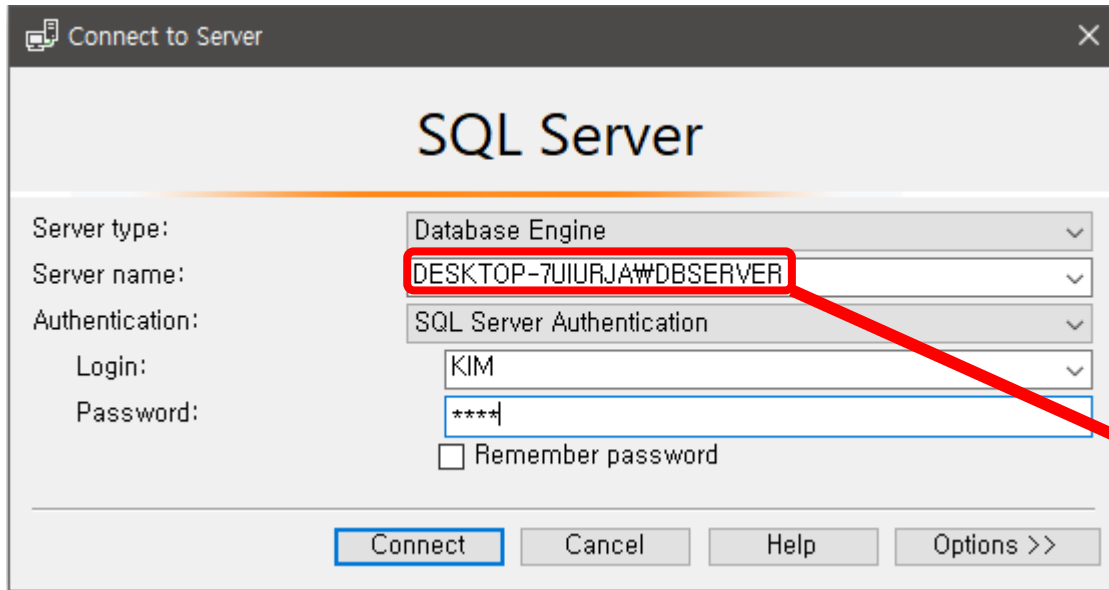 Connect to Server
SQL Server
Server type: Database Engine
Server name: DESKTOP-7UIURJA₩DBSERVER
Authentication: SQL Server Authentication
Login: KIM
Password: ****
Remember password
Connect Cancel Help Options >>